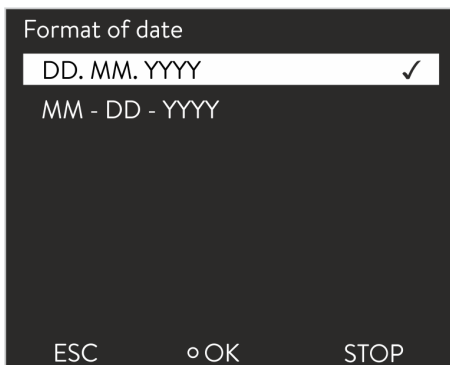 Format of date
DD. MM. YYYY ✓
MM - DD - YYYY
ESC OK STOP